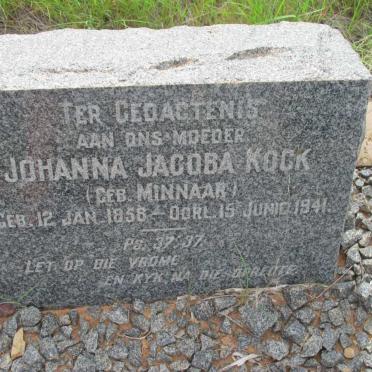 TER GEDAGTENIS
AAN ONS MOEDER
JOHANNA JACOBA KOCK
(GEB. MINNAAR)
GEB. 12 JAN 1858 - OORL. 15 JUNIE 1941.
PS. 37:37.
LET OP DIE VROME
EN KYK NA DIE OPREGTE.